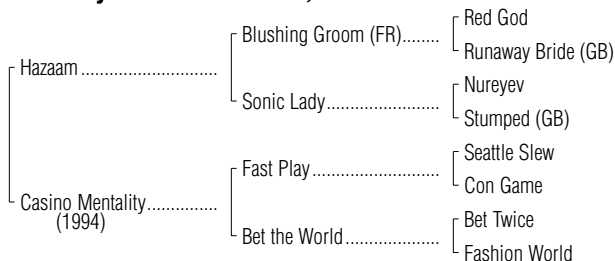 Red God
Blushing Groom (FR)........
Runaway Bride (GB)
Hazaam ............................
Nureyev
Sonic Lady .......................
Stumped (GB)
Seattle Slew
Fast Play ..........................
Con Game
Casino Mentality...............
(1994)
Bet Twice
Bet the World...................
Fashion World